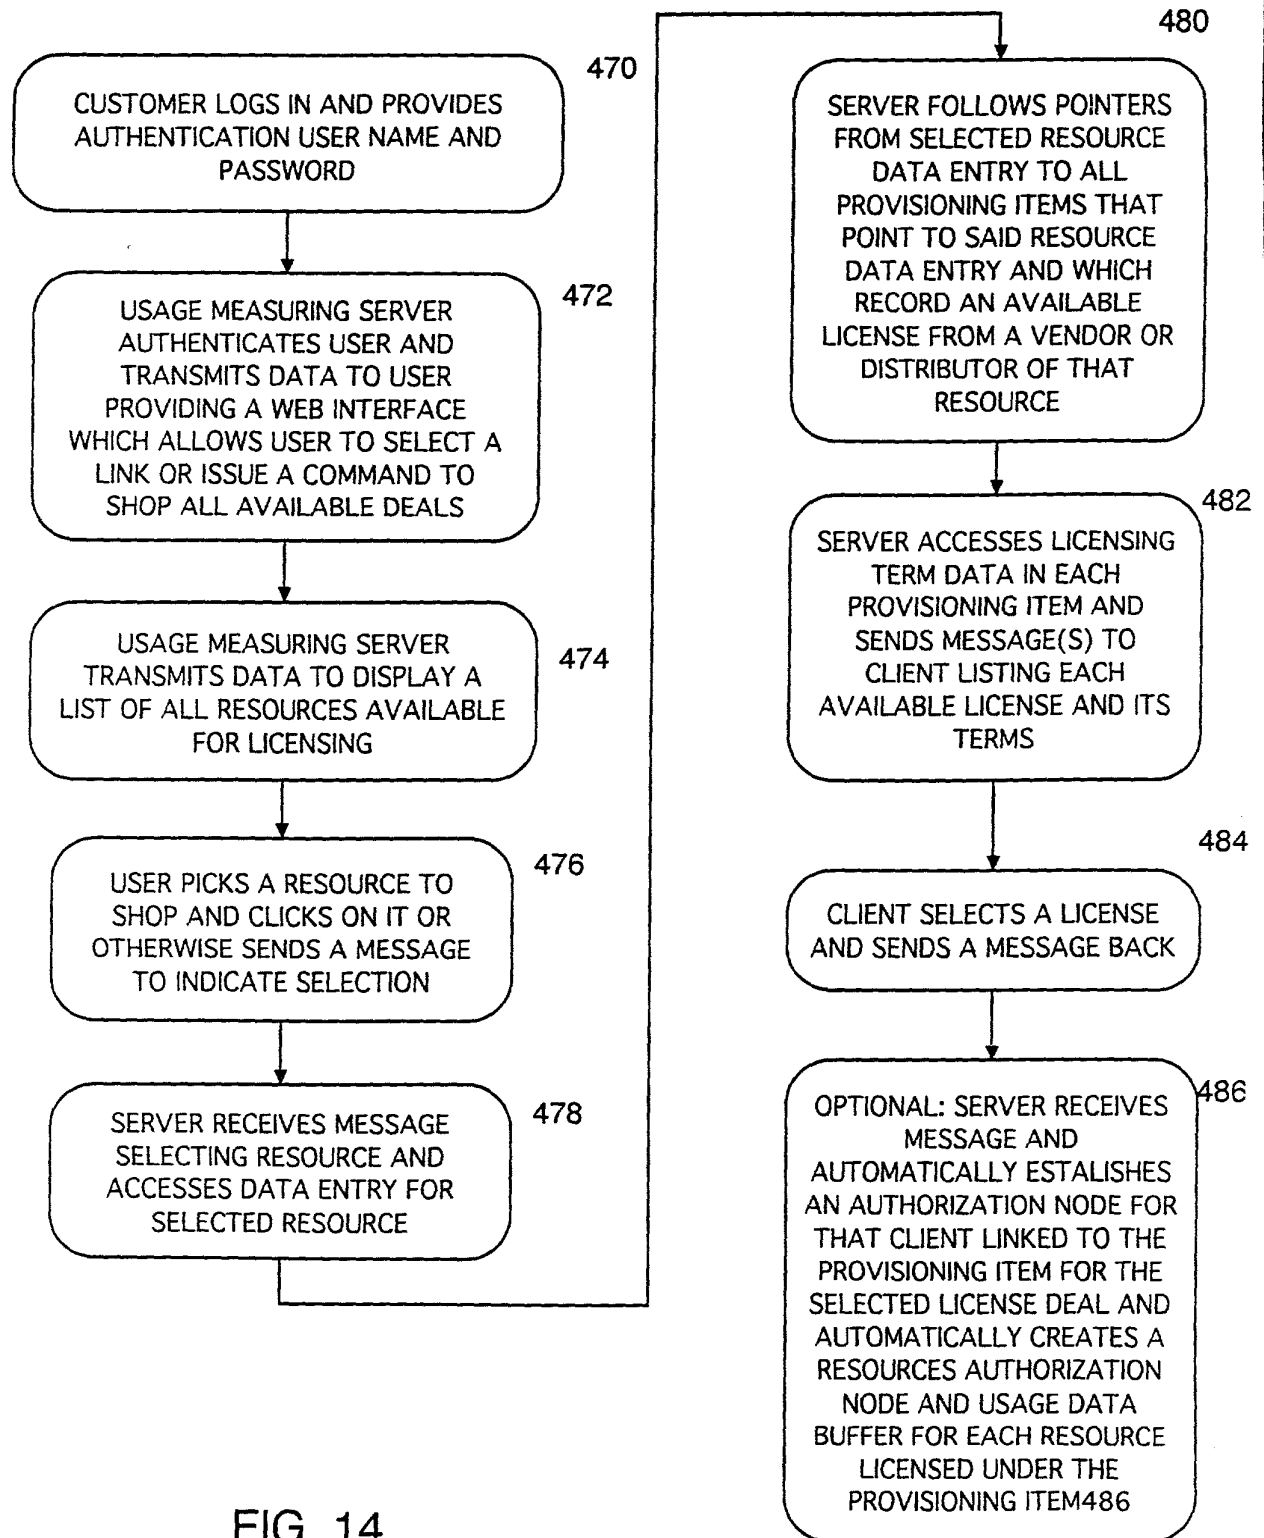 470
CUSTOMER LOGS IN AND PROVIDES
AUTHENTICATION USER NAME AND
PASSWORD
472
USAGE MEASURING SERVER
AUTHENTICATES USER AND
TRANSMITS DATA TO USER
PROVIDING A WEB INTERFACE
WHICH ALLOWS USER TO SELECT A
LINK OR ISSUE A COMMAND TO
SHOP ALL AVAILABLE DEALS
474
USAGE MEASURING SERVER
TRANSMITS DATA TO DISPLAY A
LIST OF ALL RESOURCES AVAILABLE
FOR LICENSING
476
USER PICKS A RESOURCE TO
SHOP AND CLICKS ON IT OR
OTHERWISE SENDS A MESSAGE
TO INDICATE SELECTION
478
SERVER RECEIVES MESSAGE
SELECTING RESOURCE AND
ACCESSES DATA ENTRY FOR
SELECTED RESOURCE
480
SERVER FOLLOWS POINTERS
FROM SELECTED RESOURCE
DATA ENTRY TO ALL
PROVISIONING ITEMS THAT
POINT TO SAID RESOURCE
DATA ENTRY AND WHICH
RECORD AN AVAILABLE
LICENSE FROM A VENDOR OR
DISTRIBUTOR OF THAT
RESOURCE
482
SERVER ACCESSES LICENSING
TERM DATA IN EACH
PROVISIONING ITEM AND
SENDS MESSAGE(S) TO
CLIENT LISTING EACH
AVAILABLE LICENSE AND ITS
TERMS
484
CLIENT SELECTS A LICENSE
AND SENDS A MESSAGE BACK
486
OPTIONAL: SERVER RECEIVES
MESSAGE AND
AUTOMATICALLY ESTALISHES
AN AUTHORIZATION NODE FOR
THAT CLIENT LINKED TO THE
PROVISIONING ITEM FOR THE
SELECTED LICENSE DEAL AND
AUTOMATICALLY CREATES A
RESOURCES AUTHORIZATION
NODE AND USAGE DATA
BUFFER FOR EACH RESOURCE
LICENSED UNDER THE
PROVISIONING ITEM486
FIG. 14